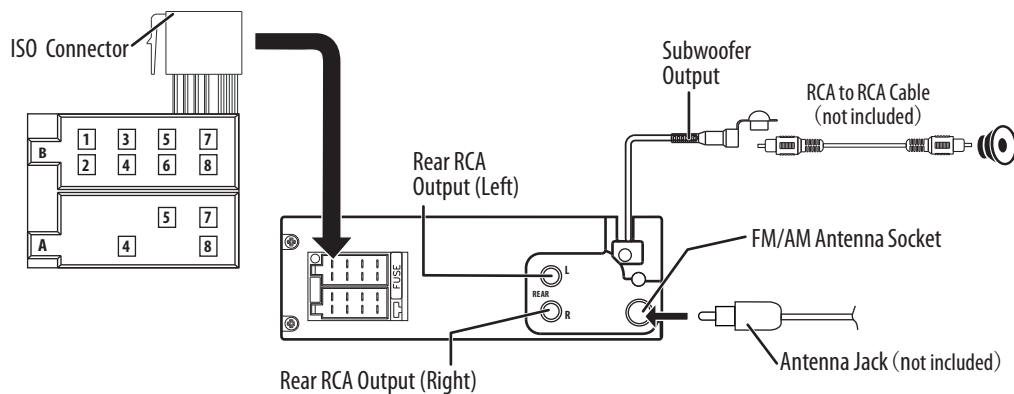 ISO Connector
B
1 3 5 7
2 4 6 8
A
5 7
4 8
Subwoofer
Output
RCA to RCA Cable
(not included)
Rear RCA
Output (Left)
FM/AM Antenna Socket
FUSE
L
REAR
R
Antenna Jack (not included)
Rear RCA Output (Right)